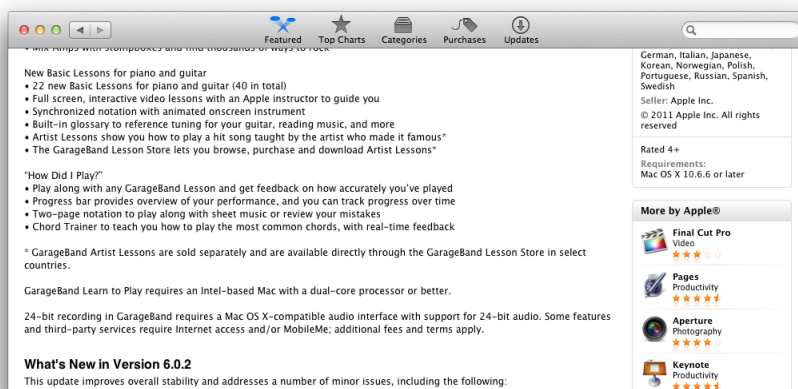 Featured
Top Charts
Categories
Purchases
Updates
• Mix Amps with stompboxes and find thousands of ways to rock
New Basic Lessons for piano and guitar
• 22 new Basic Lessons for piano and guitar (40 in total)
• Full screen, interactive video lessons with an Apple instructor to guide you
• Synchronized notation with animated onscreen instrument
• Built-in glossary to reference tuning for your guitar, reading music, and more
• Artist Lessons show you how to play a hit song taught by the artist who made it famous*
• The GarageBand Lesson Store lets you browse, purchase and download Artist Lessons*
“How Did I Play?”
• Play along with any GarageBand Lesson and get feedback on how accurately you’ve played
• Progress bar provides overview of your performance, and you can track progress over time
• Two-page notation to play along with sheet music or review your mistakes
• Chord Trainer to teach you how to play the most common chords, with real-time feedback
* GarageBand Artist Lessons are sold separately and are available directly through the GarageBand Lesson Store in select
countries.
GarageBand Learn to Play requires an Intel-based Mac with a dual-core processor or better.
24-bit recording in GarageBand requires a Mac OS X-compatible audio interface with support for 24-bit audio. Some features
and third-party services require Internet access and/or MobileMe; additional fees and terms apply.
What's New in Version 6.0.2
This update improves overall stability and addresses a number of minor issues, including the following:
German, Italian, Japanese,
Korean, Norwegian, Polish,
Portuguese, Russian, Spanish,
Swedish
Seller: Apple Inc.
© 2011 Apple Inc. All rights
reserved
Rated 4+
Requirements:
Mac OS X 10.6.6 or later
More by Apple®
Final Cut Pro
Video
Pages
Productivity
Aperture
Photography
Keynote
Productivity